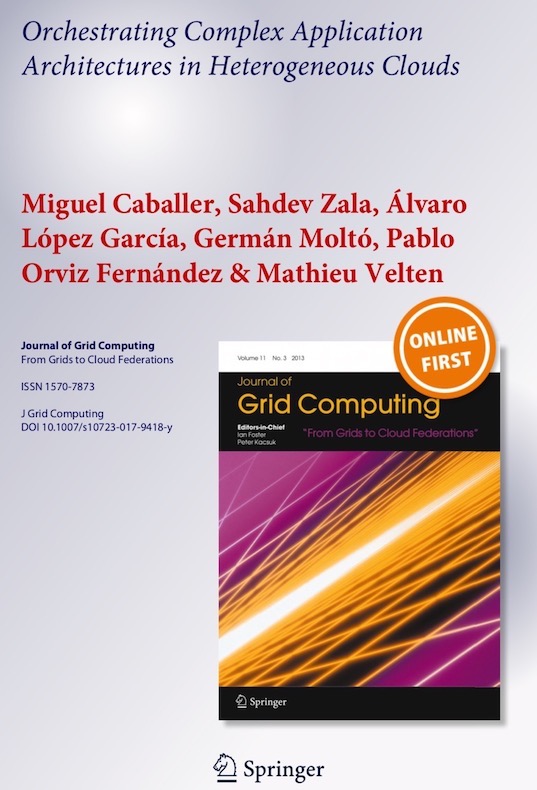 Orchestrating Complex Application
Architectures in Heterogeneous Clouds
Miguel Caballer, Sahdev Zala, Álvaro
López García, Germán Moltó, Pablo
Orviz Fernández & Mathieu Velten
Journal of Grid Computing
From Grids to Cloud Federations
ISSN 1570-7873
J Grid Computing
DOI 10.1007/s10723-017-9418-y
ONLINE
FIRST
Volume 11 No. 3 2013
Journal of
Grid Computing
Editors-in-Chief
Ian Foster
Peter Kacsuk
"From Grids to Cloud Federations"
Springer
Springer